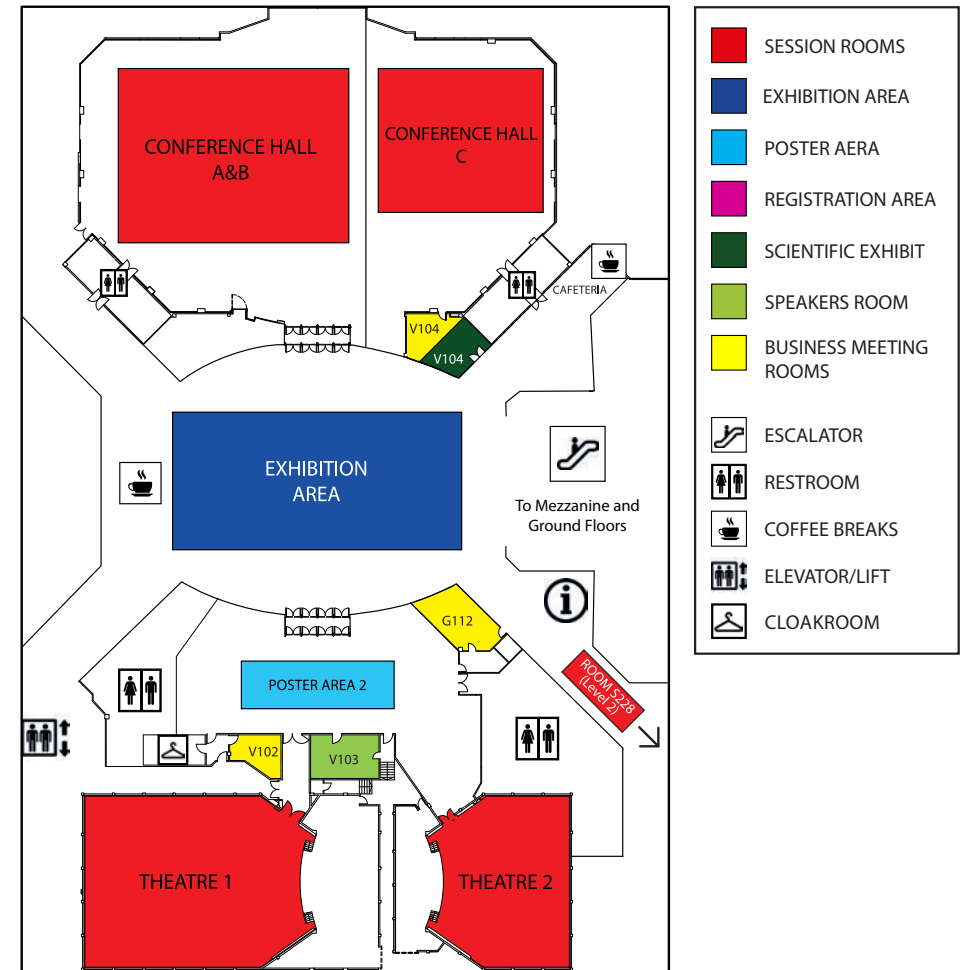 CONFERENCE HALL
A&B
CONFERENCE HALL
C
CAFETERIA
V104
V104
EXHIBITION
AREA
To Mezzanine and
Ground Floors
i
G112
ROOM S228
(Level 2)
POSTER AREA 2
V102
V103
THEATRE 1
THEATRE 2
SESSION ROOMS
EXHIBITION AREA
POSTER AERA
REGISTRATION AREA
SCIENTIFIC EXHIBIT
SPEAKERS ROOM
BUSINESS MEETING
ROOMS
ESCALATOR
RESTROOM
COFFEE BREAKS
ELEVATOR/LIFT
CLOAKROOM